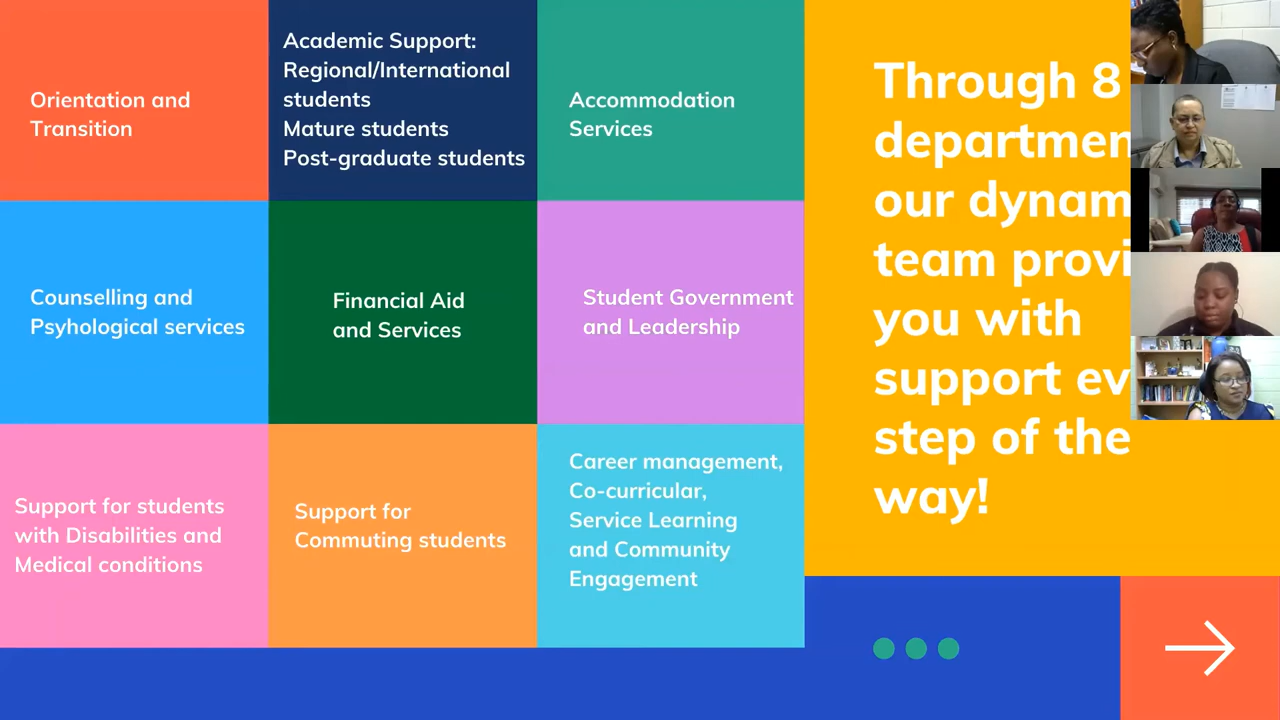 Orientation and
Transition
Academic Support:
Regional/International
students
Mature students
Post-graduate students
Accommodation
Services
Counselling and
Psyhological services
Financial Aid
and Services
Student Government
and Leadership
Support for students
with Disabilities and
Medical conditions
Support for
Commuting students
Career management,
Co-curricular,
Service Learning
and Community
Engagement
Through 8
departmen
our dynam
team provi
you with
support ev
step of the
way!